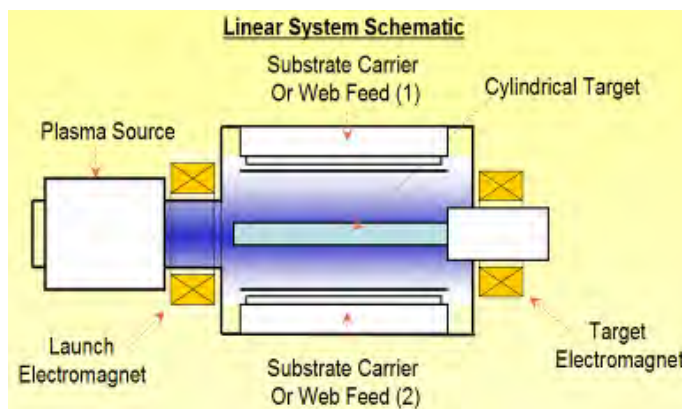 Linear System Schematic
Substrate Carrier
Or Web Feed (1)
Cylindrical Target
Plasma Source
Launch
Electromagnet
Substrate Carrier
Or Web Feed (2)
Target
Electromagnet